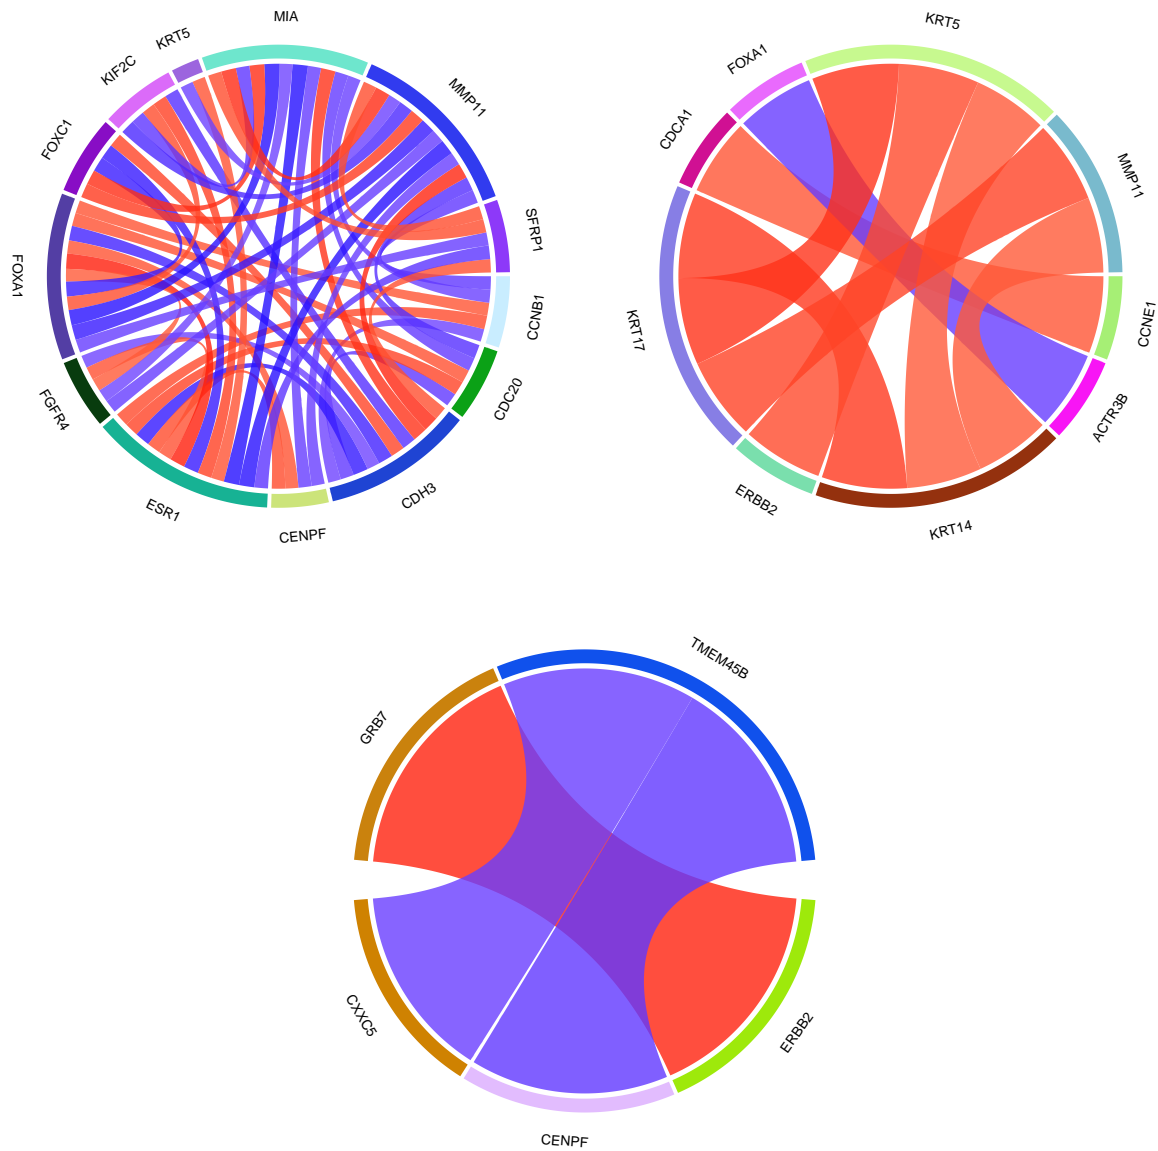 MIA
KRT5
KIF2C
MMP11
FOXC1
SFRP1
FOXA1
CCNB1
FGFR4
CDC20
ESR1
CDH3
CENPF
KRT5
FOXA1
CDCA1
MMP11
KRT17
CCNE1
ACTR3B
ERBB2
KRT14
TMEM45B
GRB7
CXXC5
ERBB2
CENPF